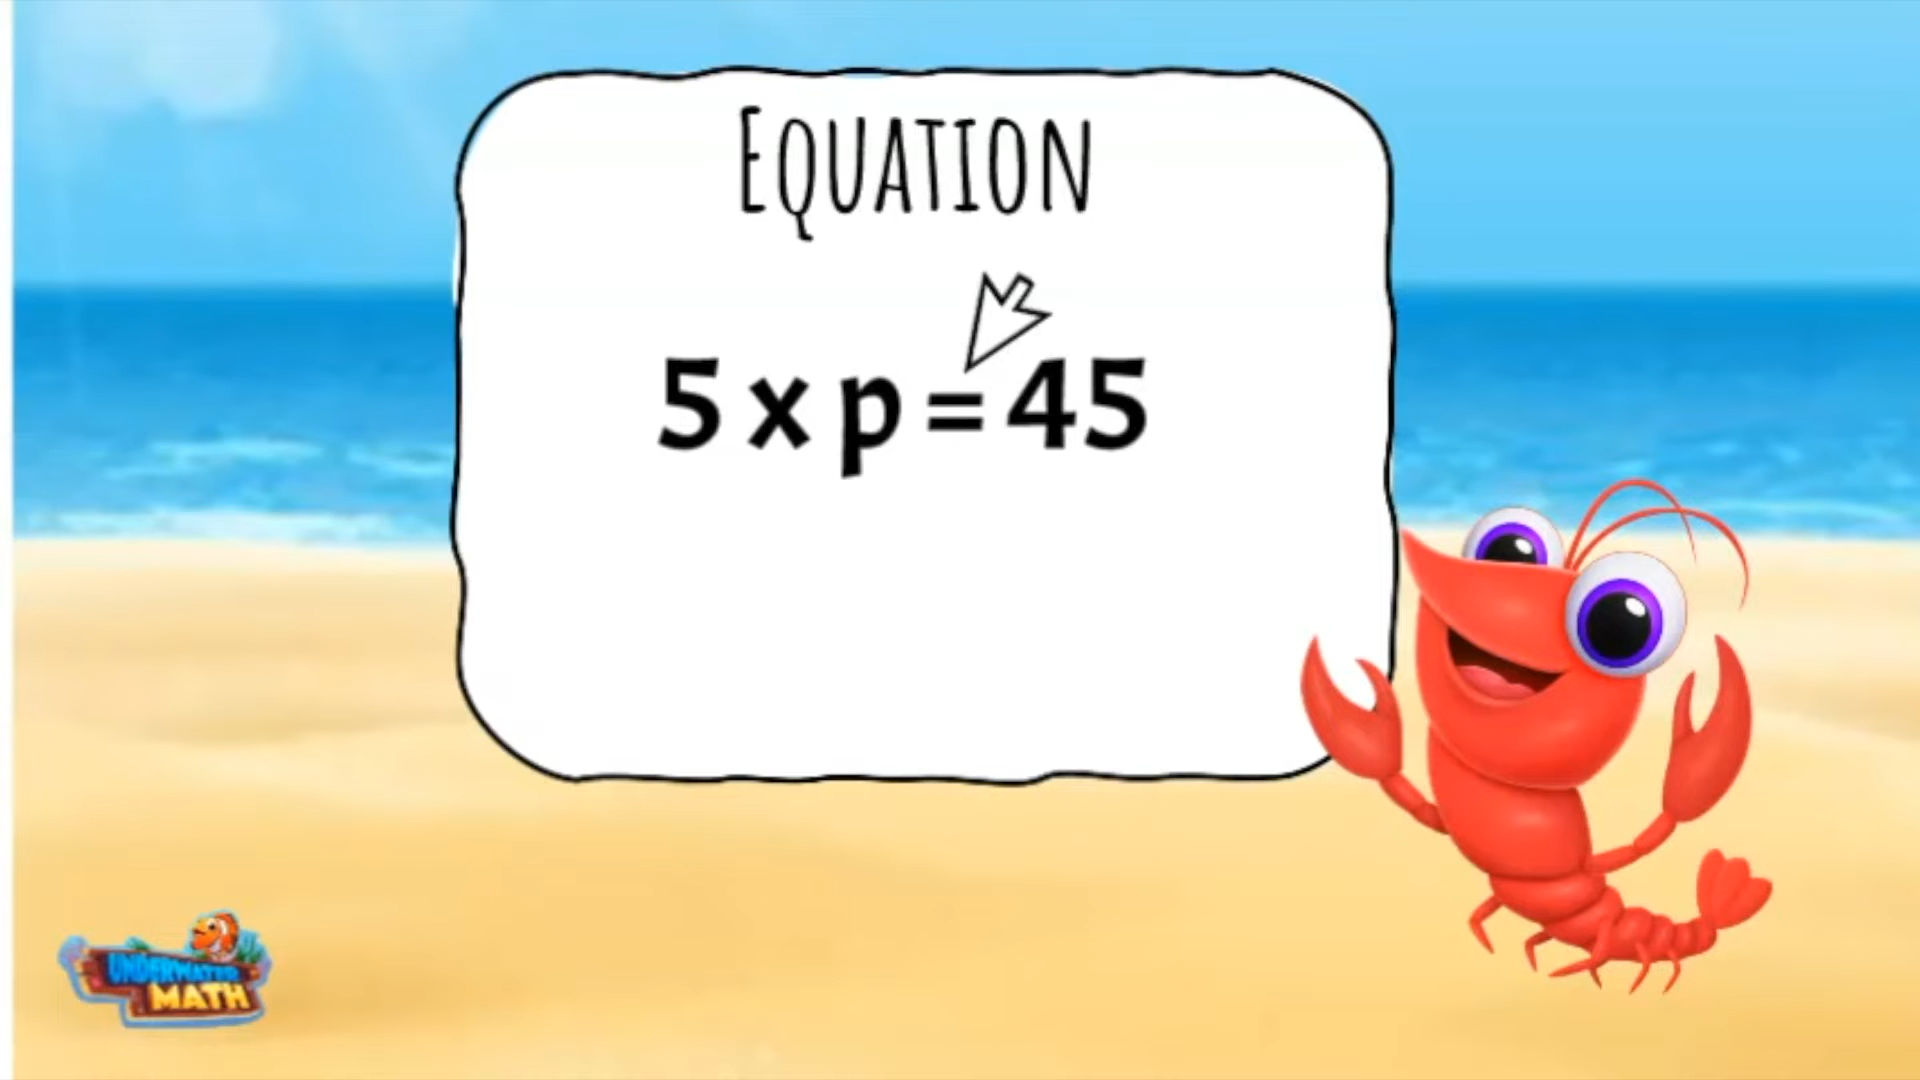 Equation
5 x p = 45
UNDERWATER
MATH